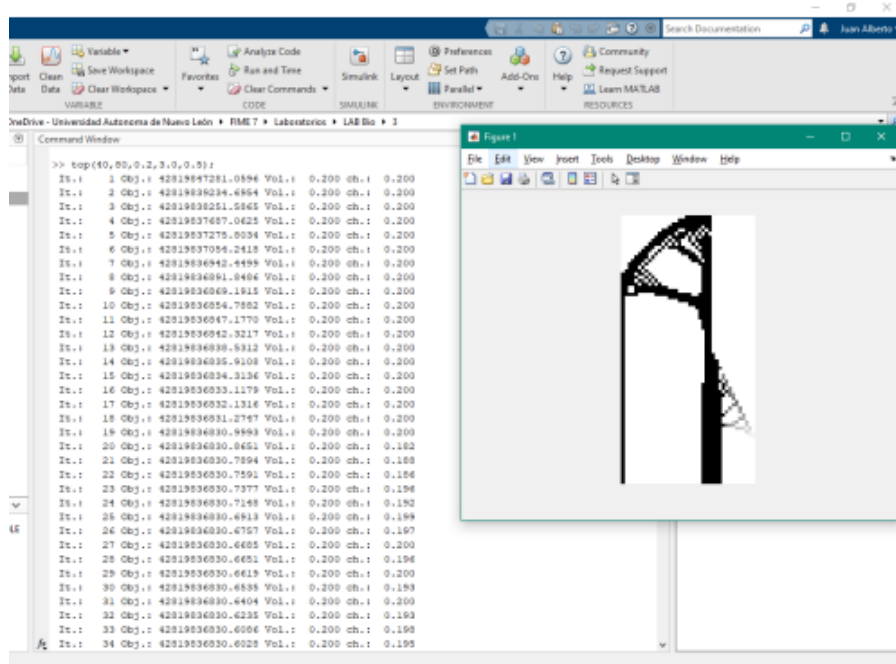 Search Documentation
Juan Alberto
Variable
Save Workspace
Clear Workspace
Clean Data
VARIABLE
Favorites
Analyze Code
Run and Time
Clear Commands
CODE
Simulink
SIMULINK
Layout
Preferences
Set Path
Parallel
Add-Ons
ENVIRONMENT
Help
Community
Request Support
Learn MATLAB
RESOURCES
OneDrive - Universidad Autonoma de Nuevo León ▸ FIME 7 ▸ Laboratorios ▸ LAB Bio ▸ 3
Command Window
>> top(40,80,0.2,3.0,0.8);
It.: 1 Obj.: 42819847281.0596 Vol.: 0.200 ch.: 0.200
It.: 2 Obj.: 42819839234.6954 Vol.: 0.200 ch.: 0.200
It.: 3 Obj.: 42819838251.5865 Vol.: 0.200 ch.: 0.200
It.: 4 Obj.: 42819837687.0625 Vol.: 0.200 ch.: 0.200
It.: 5 Obj.: 42819837275.8034 Vol.: 0.200 ch.: 0.200
It.: 6 Obj.: 42819837054.2418 Vol.: 0.200 ch.: 0.200
It.: 7 Obj.: 42819836942.4499 Vol.: 0.200 ch.: 0.200
It.: 8 Obj.: 42819836891.8486 Vol.: 0.200 ch.: 0.200
It.: 9 Obj.: 42819836869.1915 Vol.: 0.200 ch.: 0.200
It.: 10 Obj.: 42819836854.7882 Vol.: 0.200 ch.: 0.200
It.: 11 Obj.: 42819836847.1770 Vol.: 0.200 ch.: 0.200
It.: 12 Obj.: 42819836842.3217 Vol.: 0.200 ch.: 0.200
It.: 13 Obj.: 42819836838.5312 Vol.: 0.200 ch.: 0.200
It.: 14 Obj.: 42819836835.9108 Vol.: 0.200 ch.: 0.200
It.: 15 Obj.: 42819836834.3136 Vol.: 0.200 ch.: 0.200
It.: 16 Obj.: 42819836833.1179 Vol.: 0.200 ch.: 0.200
It.: 17 Obj.: 42819836832.1316 Vol.: 0.200 ch.: 0.200
It.: 18 Obj.: 42819836831.2747 Vol.: 0.200 ch.: 0.200
It.: 19 Obj.: 42819836830.9993 Vol.: 0.200 ch.: 0.200
It.: 20 Obj.: 42819836830.8651 Vol.: 0.200 ch.: 0.182
It.: 21 Obj.: 42819836830.7894 Vol.: 0.200 ch.: 0.188
It.: 22 Obj.: 42819836830.7591 Vol.: 0.200 ch.: 0.186
It.: 23 Obj.: 42819836830.7377 Vol.: 0.200 ch.: 0.196
It.: 24 Obj.: 42819836830.7148 Vol.: 0.200 ch.: 0.192
It.: 25 Obj.: 42819836830.6913 Vol.: 0.200 ch.: 0.199
It.: 26 Obj.: 42819836830.6757 Vol.: 0.200 ch.: 0.197
It.: 27 Obj.: 42819836830.6685 Vol.: 0.200 ch.: 0.200
It.: 28 Obj.: 42819836830.6651 Vol.: 0.200 ch.: 0.196
It.: 29 Obj.: 42819836830.6619 Vol.: 0.200 ch.: 0.200
It.: 30 Obj.: 42819836830.6535 Vol.: 0.200 ch.: 0.193
It.: 31 Obj.: 42819836830.6404 Vol.: 0.200 ch.: 0.200
It.: 32 Obj.: 42819836830.6235 Vol.: 0.200 ch.: 0.193
It.: 33 Obj.: 42819836830.6086 Vol.: 0.200 ch.: 0.198
It.: 34 Obj.: 42819836830.6028 Vol.: 0.200 ch.: 0.195
fx
Figure 1
File Edit View Insert Tools Desktop Window Help